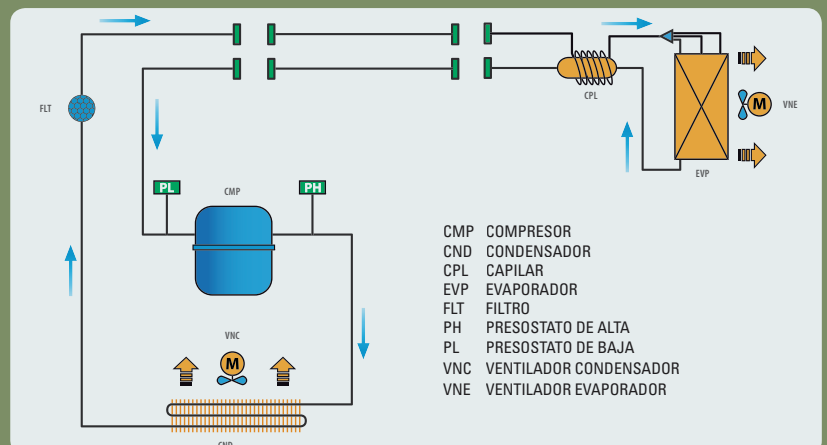 FLT
CPL
M
VNE
EVP
PL
CMP
PH
CMP COMPRESOR
CND CONDENSADOR
CPL CAPILAR
EVP EVAPORADOR
FLT FILTRO
PH PRESOSTATO DE ALTA
PL PRESOSTATO DE BAJA
VNC VENTILADOR CONDENSADOR
VNE VENTILADOR EVAPORADOR
VNC
M
CND